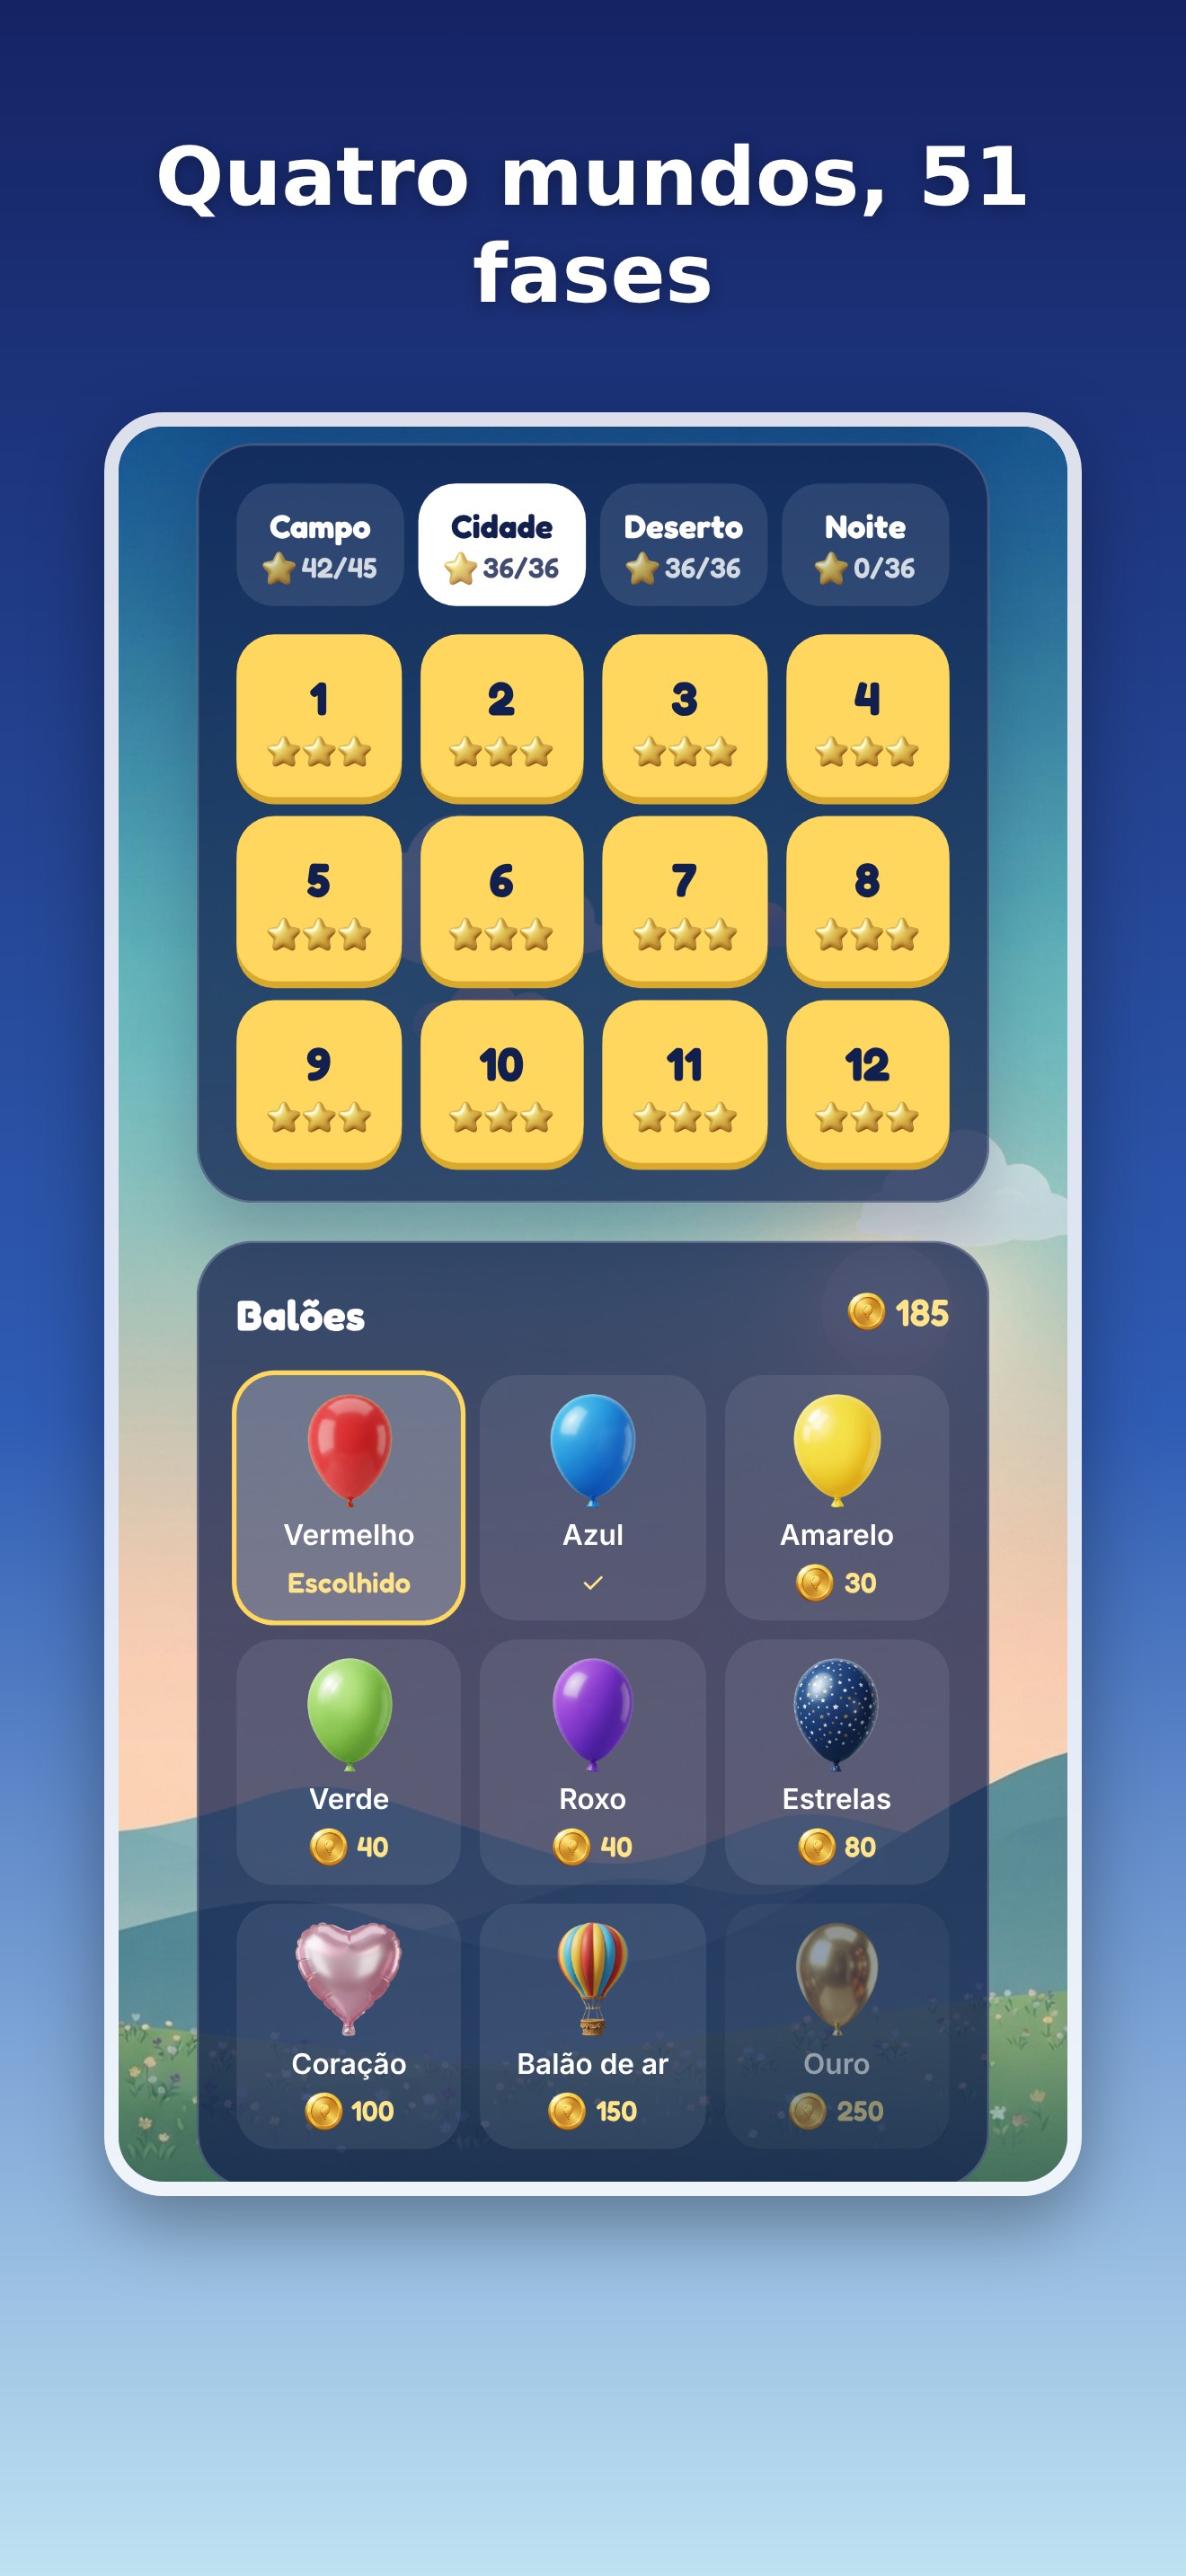 Quatro mundos, 51
fases
Campo Cidade Deserto Noite
42/45 36/36 36/36 0/36
1 2 3 4
5 6 7 8
9 10 11 12
Balões 185
Vermelho Azul Amarelo
Escolhido 30
Verde Roxo Estrelas
40 40 80
Coração Balão de ar Ouro
100 150 250